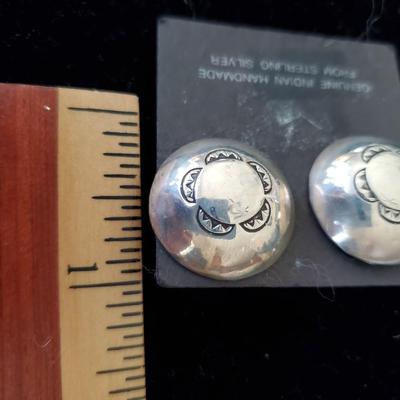 GENUINE INDIAN HANDMADE
FROM STERLING SILVER
1